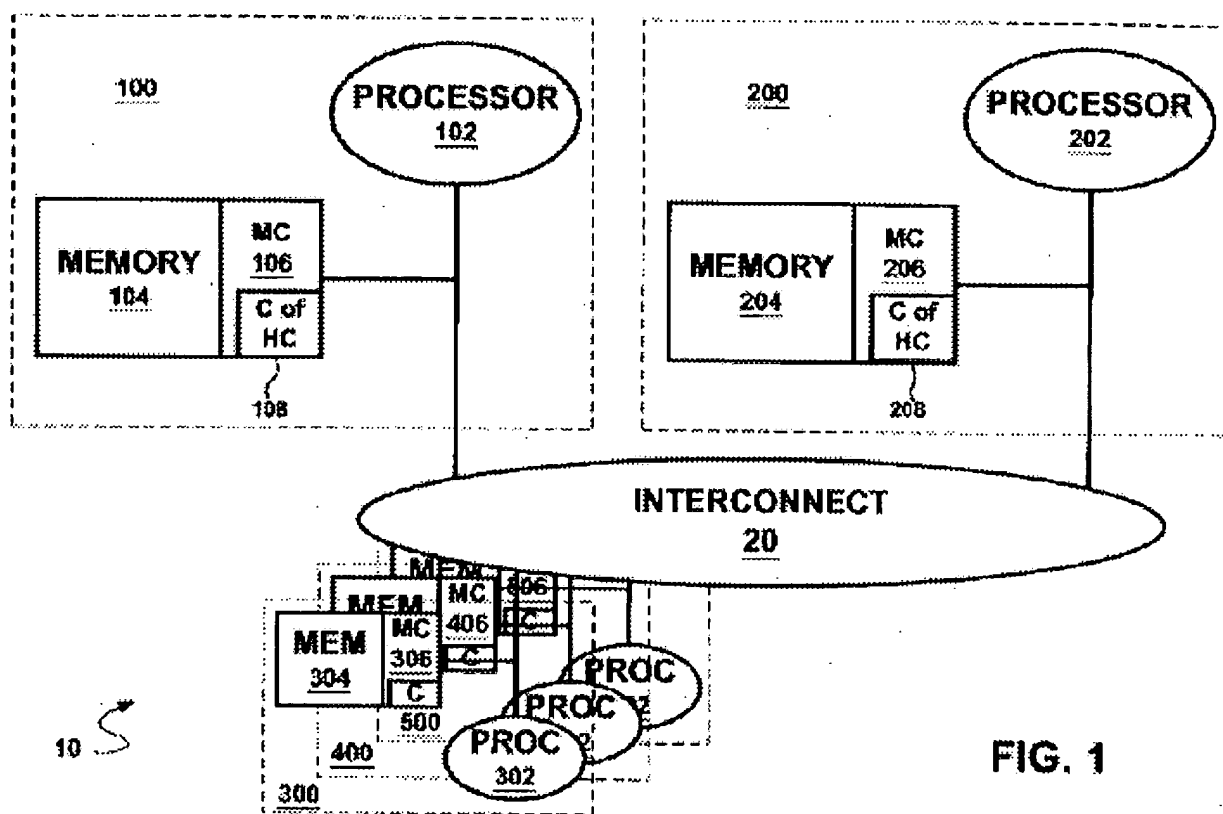 100
PROCESSOR
102
MEMORY
104
MC
106
C of
HC
108
200
PROCESSOR
202
MEMORY
204
MC
206
C of
HC
208
INTERCONNECT
20
MEM
506
C
MEM
MC
406
C
MEM
304
MC
306
C
PROC
PROC
PROC
302
500
400
300
10
FIG. 1